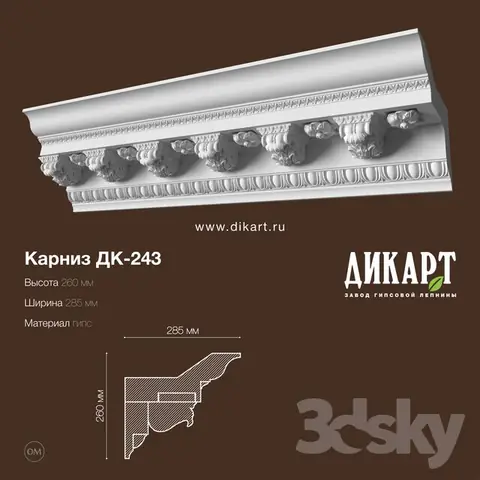 www.dikart.ru
Карниз ДК-243
Высота 260 мм
Ширина 285 мм
Материал гипс
ДИКАРТ
ЗАВОД ГИПСОВОЙ ЛЕПНИНЫ
285 мм
260 мм
DM
3dsky